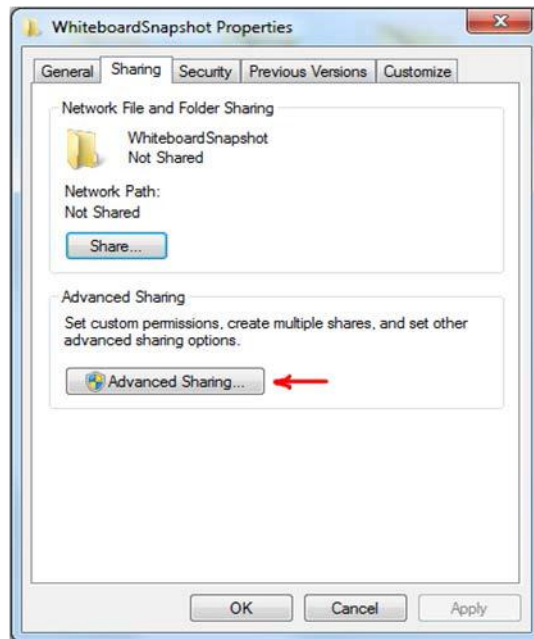 WhiteboardSnapshot Properties
General Sharing Security Previous Versions Customize
Network File and Folder Sharing
WhiteboardSnapshot
Not Shared
Network Path:
Not Shared
Share...
Advanced Sharing
Set custom permissions, create multiple shares, and set other
advanced sharing options.
Advanced Sharing...
OK Cancel Apply